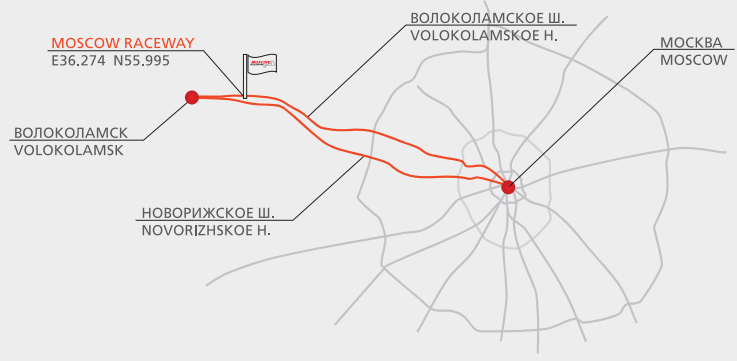 ВОЛОКОЛАМСКОЕ Ш.
VOLOKOLAMSKOE H.
MOSCOW RACEWAY
E36.274 N55.995
МОСКВА
MOSCOW
ВОЛОКОЛАМСК
VOLOKOLAMSK
НОВОРИЖСКОЕ Ш.
NOVORIZHSKOE H.